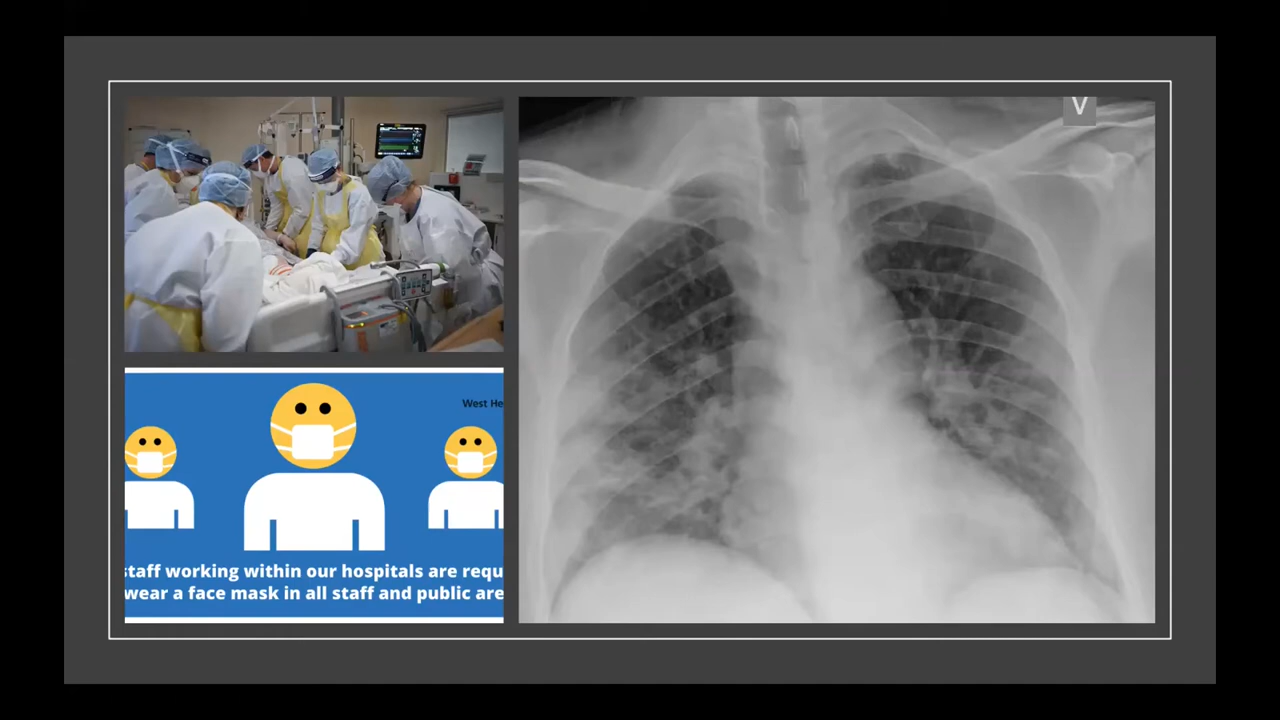 V
West He
staff working within our hospitals are requ
wear a face mask in all staff and public are